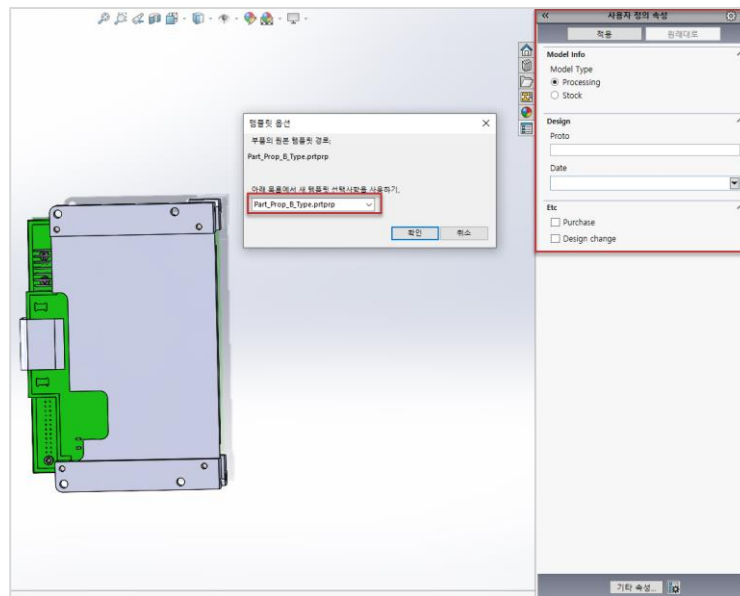 사용자 정의 속성
적용
원래대로
Model Info
Model Type
Processing
Stock
Design
Proto
Date
Etc
Purchase
Design change
템플릿 옵션
부품의 원본 템플릿 경로:
Part_Prop_B_Type.prtprp
아래 목록에서 새 템플릿 선택사항을 사용하기.
Part_Prop_B_Type.prtprp
확인
취소
기타 속성...